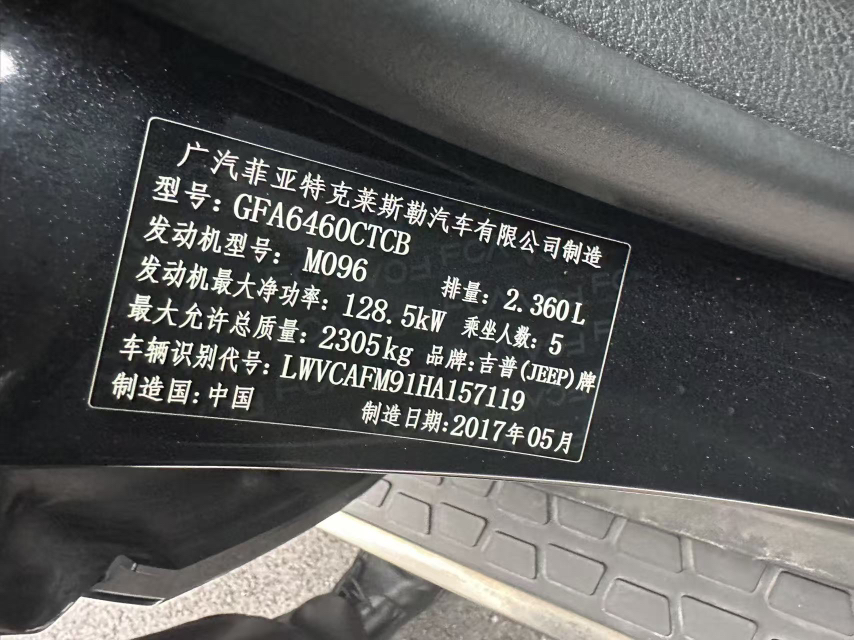 广汽菲亚特克莱斯勒汽车有限公司制造
型号: GFA6460CTCB
发动机型号: M096 排量: 2.360L
发动机最大净功率: 128.5kW 乘坐人数: 5
最大允许总质量: 2305kg 品牌:吉普(JEEP)牌
车辆识别代号: LWVCAFM91HA157119
制造国:中国 制造日期:2017年05月